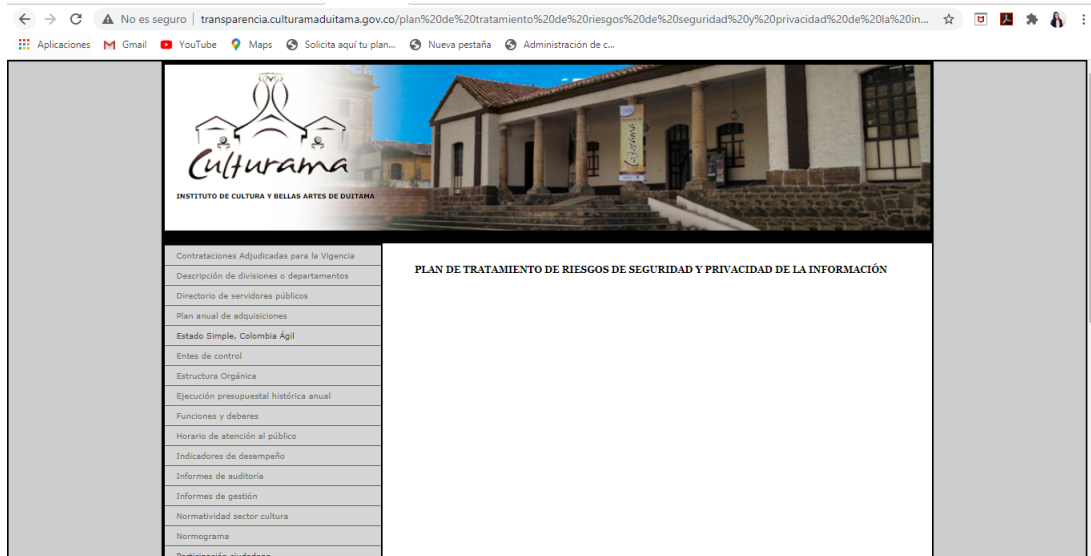 No es seguro | transparencia.culturamaduitama.gov.co/plan%20de%20tratamiento%20de%20riesgos%20de%20seguridad%20y%20privacidad%20de%20la%20in...
Aplicaciones Gmail YouTube Maps Solicita aquí tu plan... Nueva pestaña Administración de c...
Culturama
INSTITUTO DE CULTURA Y BELLAS ARTES DE DUITAMA
Culturama
Contrataciones Adjudicadas para la Vigencia
Descripción de divisiones o departamentos
Directorio de servidores públicos
Plan anual de adquisiciones
Estado Simple, Colombia Ágil
Entes de control
Estructura Orgánica
Ejecución presupuestal histórica anual
Funciones y deberes
Horario de atención al público
Indicadores de desempeño
Informes de auditoría
Informes de gestión
Normatividad sector cultura
Normograma
Participación ciudadana
PLAN DE TRATAMIENTO DE RIESGOS DE SEGURIDAD Y PRIVACIDAD DE LA INFORMACIÓN